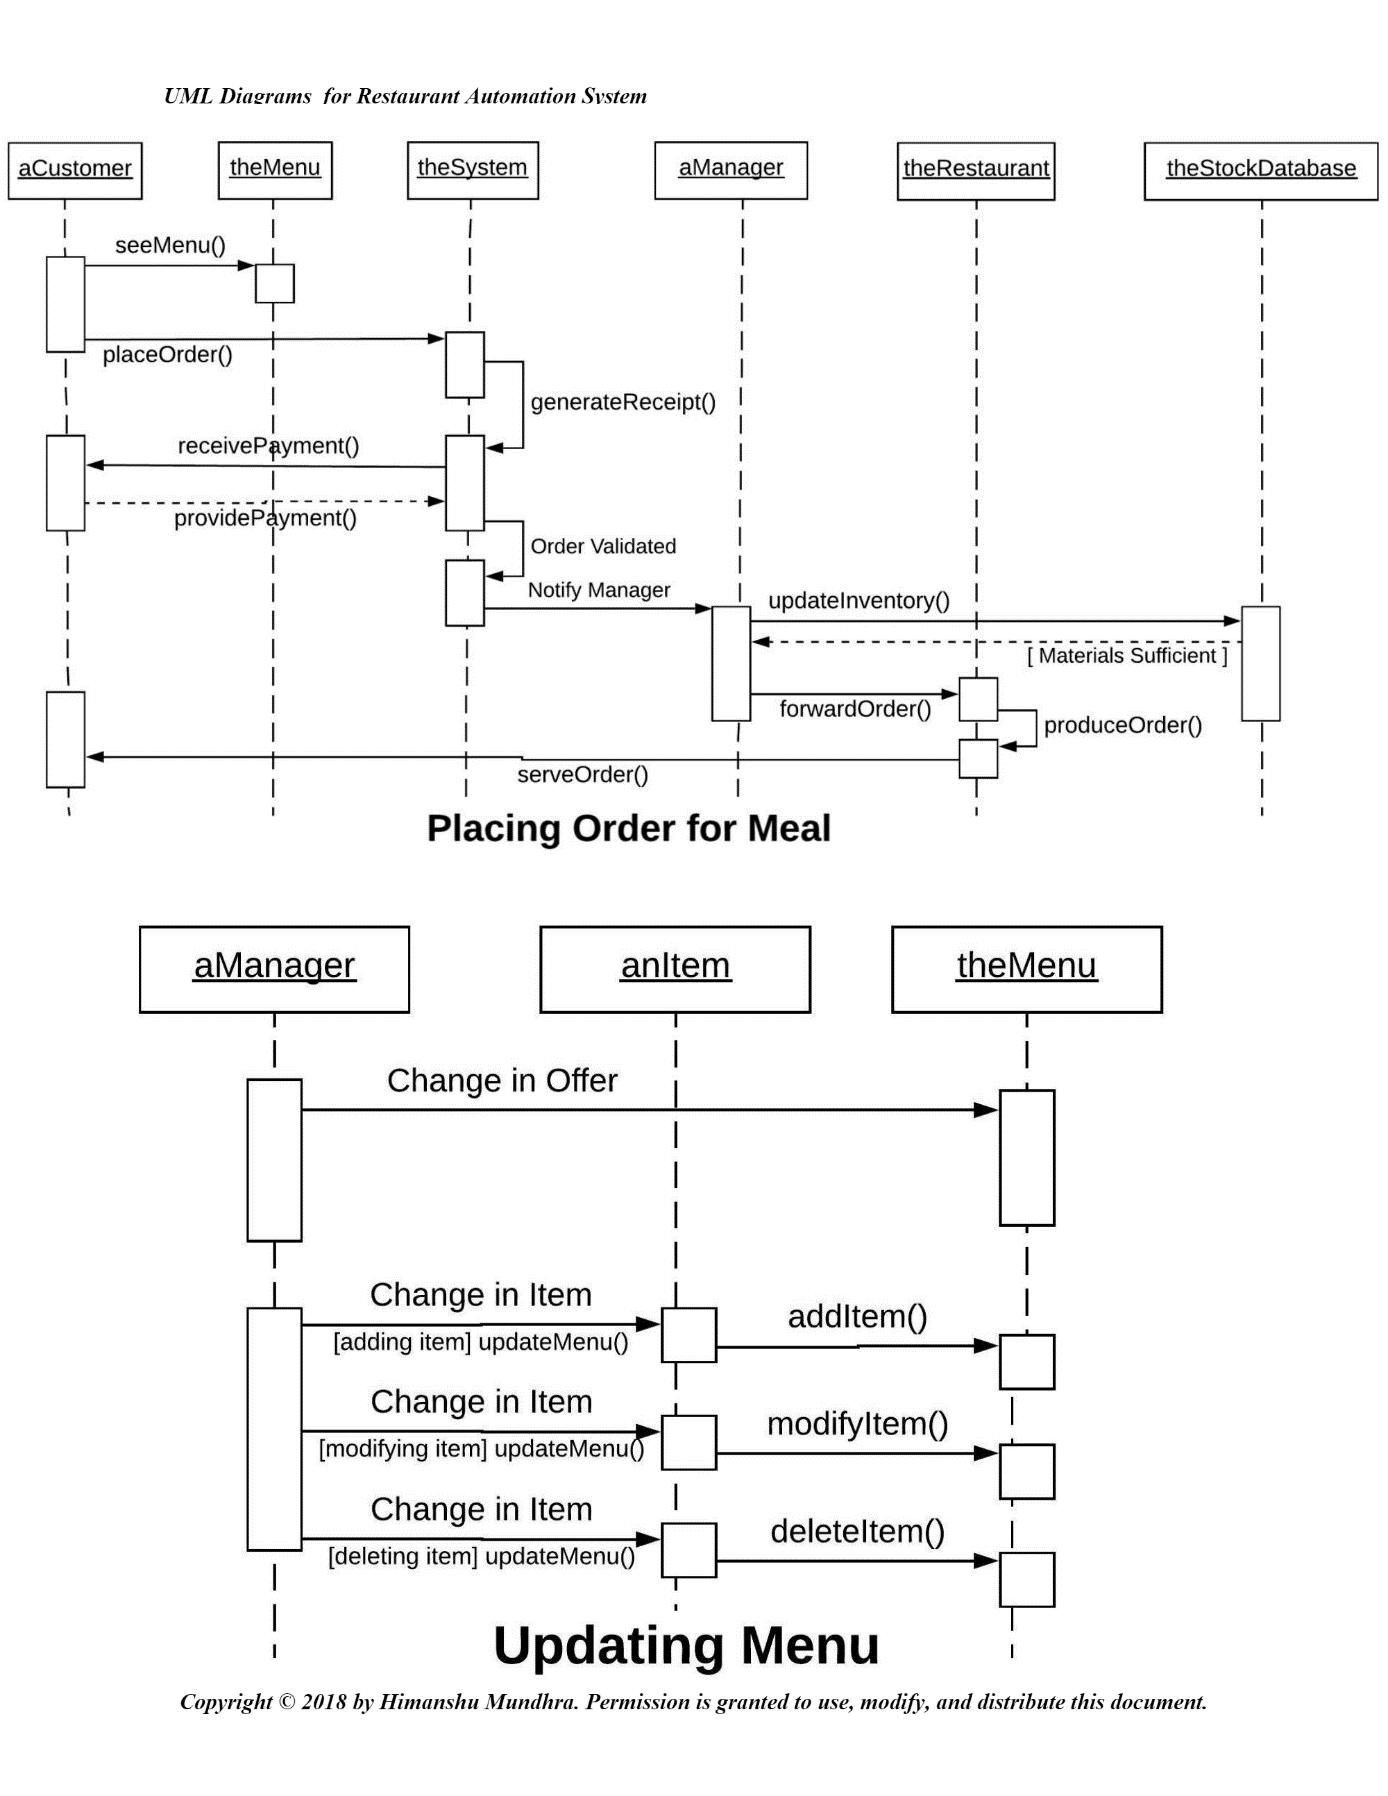 UML Diagrams for Restaurant Automation System
aCustomer theMenu theSystem aManager theRestaurant theStockDatabase
seeMenu()
placeOrder()
generateReceipt()
receivePayment()
providePayment()
Order Validated
Notify Manager
updateInventory()
[ Materials Sufficient ]
forwardOrder()
produceOrder()
serveOrder()
Placing Order for Meal
aManager anItem theMenu
Change in Offer
Change in Item
[adding item] updateMenu()
addItem()
Change in Item
[modifying item] updateMenu()
modifyItem()
Change in Item
[deleting item] updateMenu()
deleteItem()
Updating Menu
Copyright © 2018 by Himanshu Mundhra. Permission is granted to use, modify, and distribute this document.